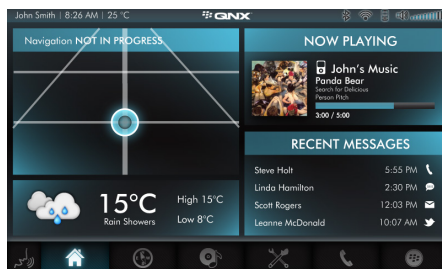 John Smith | 8:26 AM | 25 °C
QNX
Navigation NOT IN PROGRESS
NOW PLAYING
John's Music
Panda Bear
Search for Delicious
Person Pitch
3:00 / 5:00
RECENT MESSAGES
Steve Holt 5:55 PM
Linda Hamilton 2:30 PM
Scott Rogers 12:03 PM
Leanne McDonald 10:07 AM
15°C
Rain Showers
High 15°C
Low 8°C